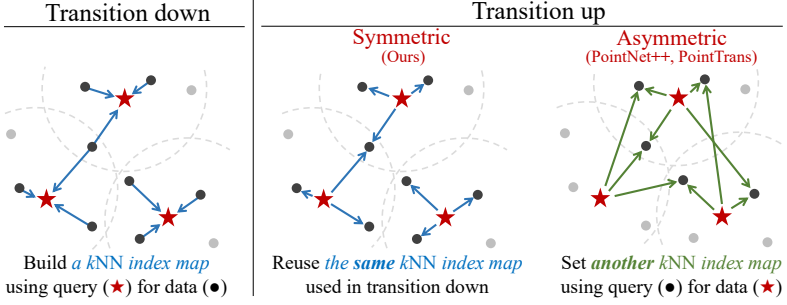 Transition down
Transition up
Symmetric
(Ours)
Asymmetric
(PointNet++, PointTrans)
Build a kNN index map
using query (★) for data (●)
Reuse the same kNN index map
used in transition down
Set another kNN index map
using query (●) for data (★)